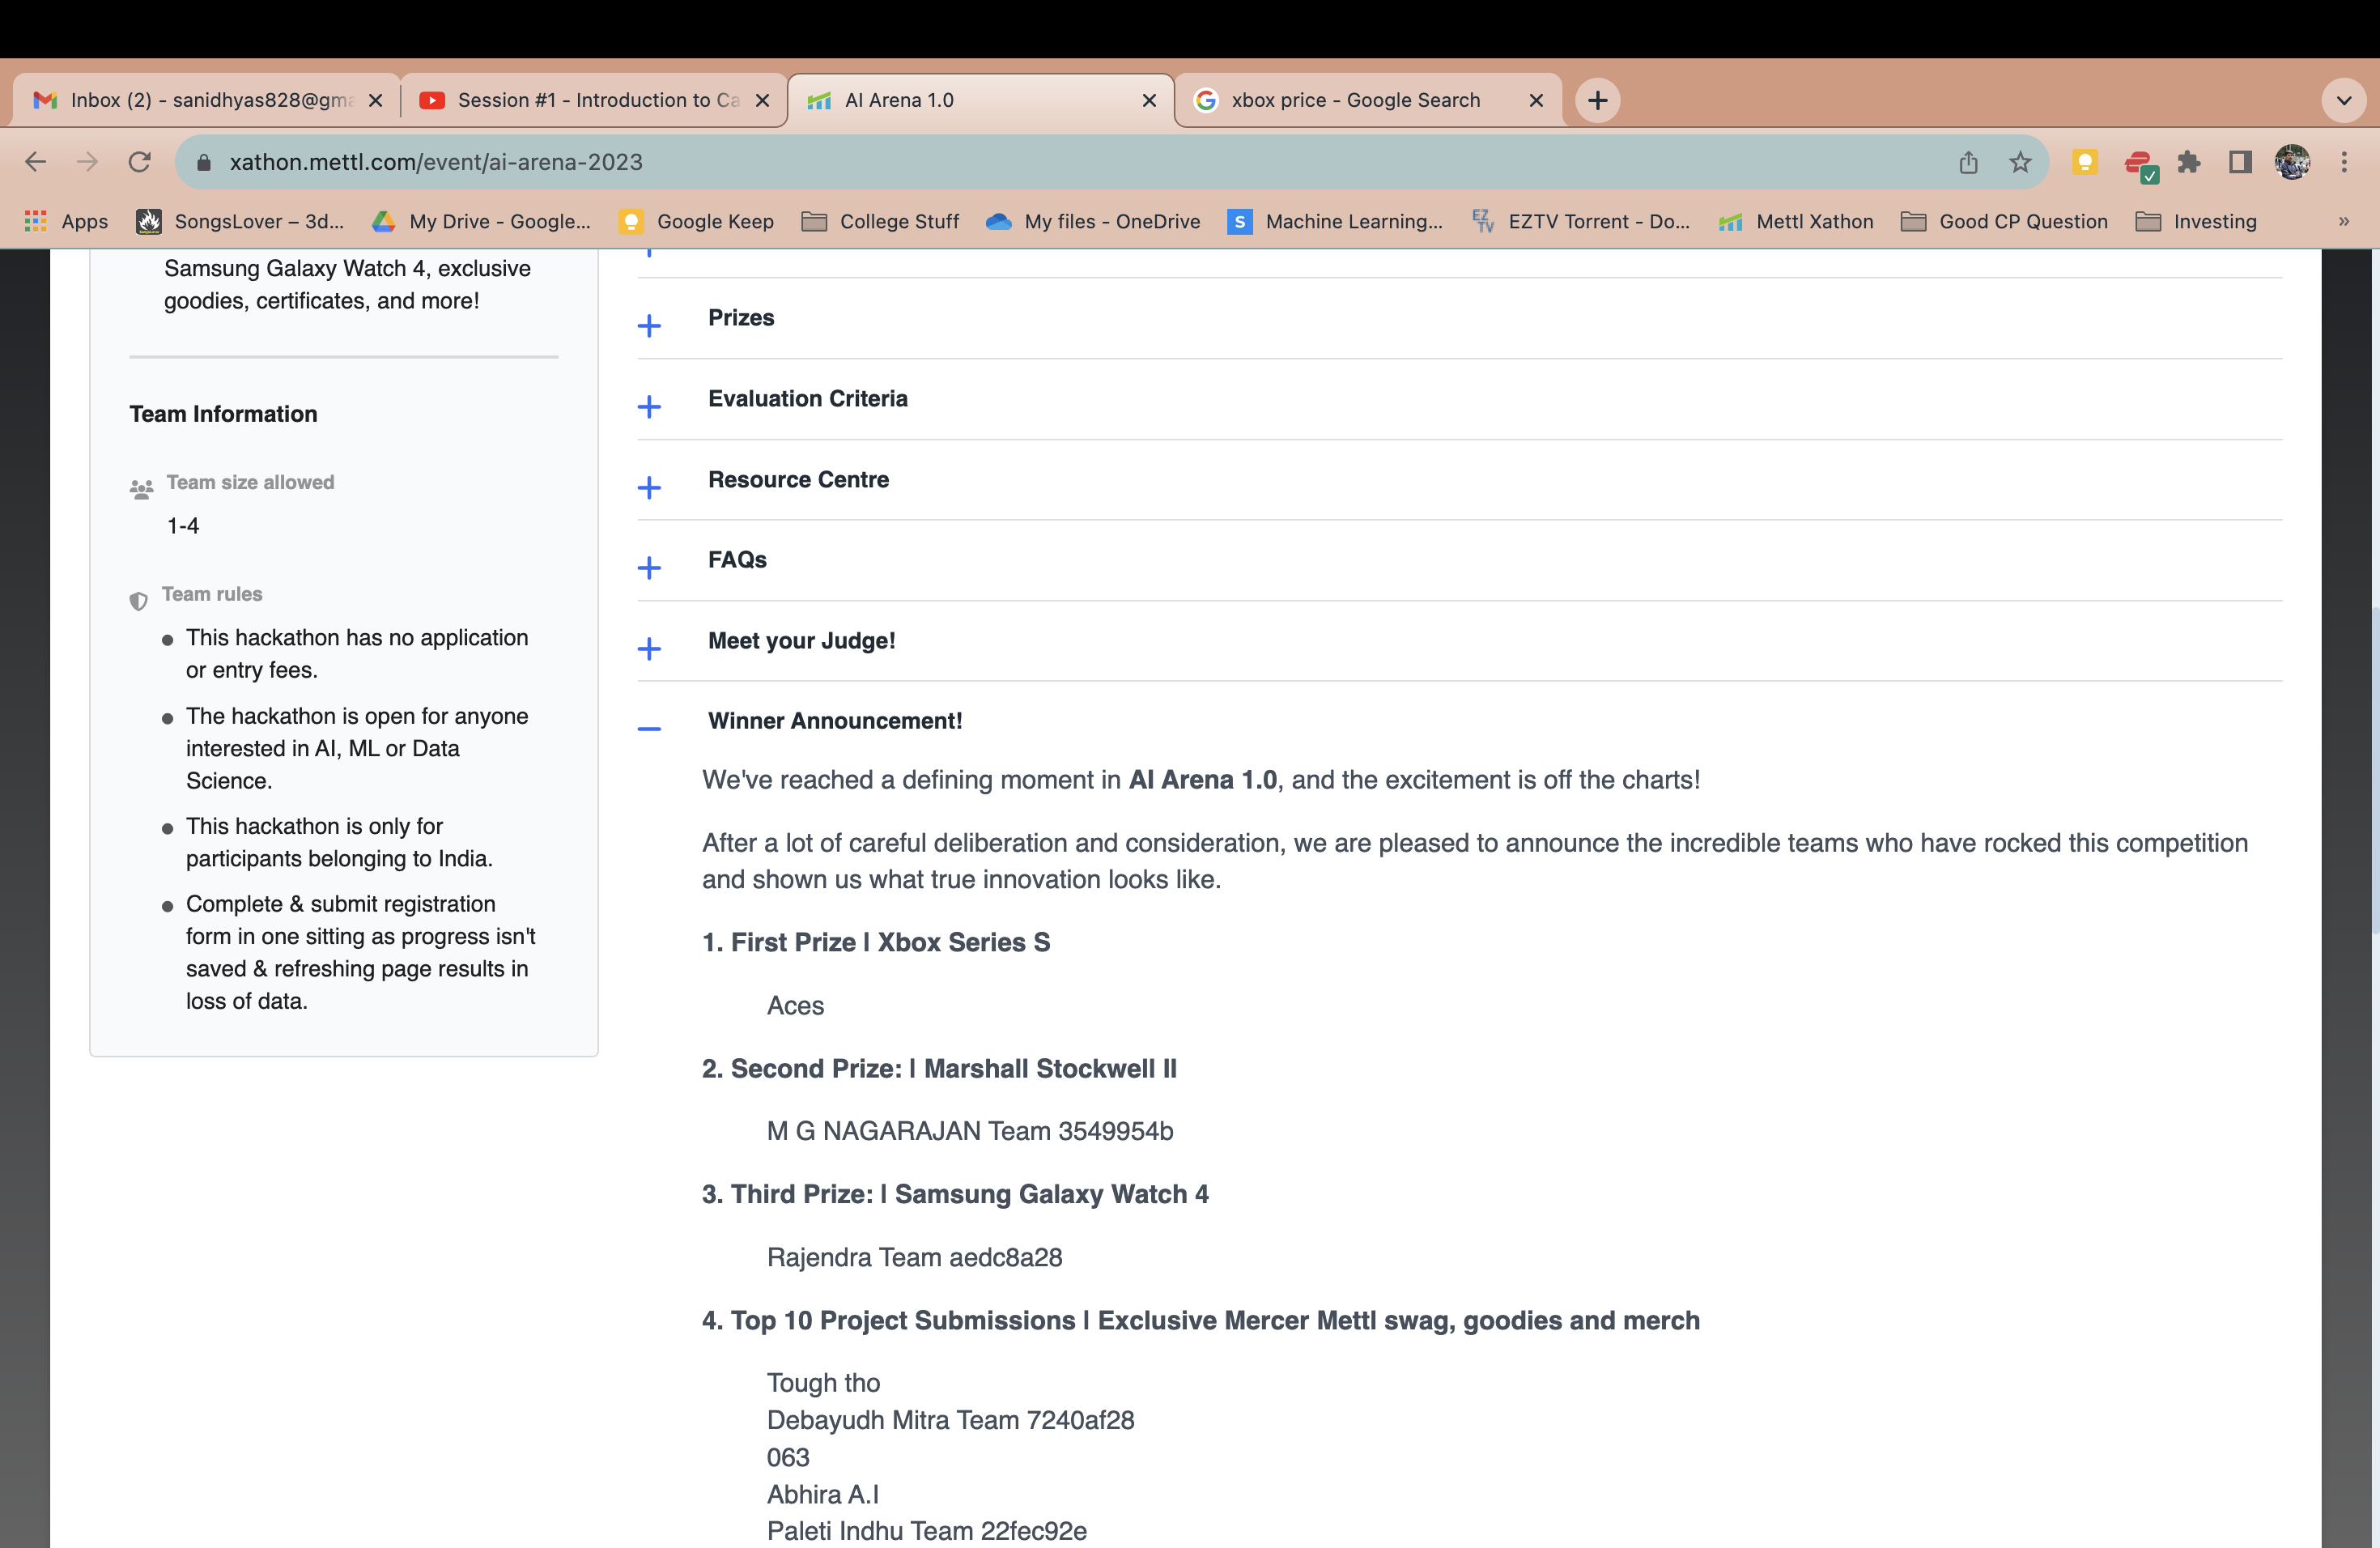 Inbox (2) - sanidhyas828@gma
Session #1 - Introduction to Ca
AI Arena 1.0
xbox price - Google Search
xathon.mettl.com/event/ai-arena-2023
Apps
SongsLover – 3d...
My Drive - Google...
Google Keep
College Stuff
My files - OneDrive
S
Machine Learning...
EZTV
EZTV Torrent - Do...
Mettl Xathon
Good CP Question
Investing
»
Samsung Galaxy Watch 4, exclusive
goodies, certificates, and more!
Team Information
Team size allowed
1-4
Team rules
This hackathon has no application
or entry fees.
The hackathon is open for anyone
interested in AI, ML or Data
Science.
This hackathon is only for
participants belonging to India.
Complete & submit registration
form in one sitting as progress isn't
saved & refreshing page results in
loss of data.
Prizes
Evaluation Criteria
Resource Centre
FAQs
Meet your Judge!
Winner Announcement!
We've reached a defining moment in AI Arena 1.0, and the excitement is off the charts!
After a lot of careful deliberation and consideration, we are pleased to announce the incredible teams who have rocked this competition
and shown us what true innovation looks like.
1. First Prize | Xbox Series S
Aces
2. Second Prize: | Marshall Stockwell II
M G NAGARAJAN Team 3549954b
3. Third Prize: | Samsung Galaxy Watch 4
Rajendra Team aedc8a28
4. Top 10 Project Submissions | Exclusive Mercer Mettl swag, goodies and merch
Tough tho
Debayudh Mitra Team 7240af28
063
Abhira A.I
Paleti Indhu Team 22fec92e